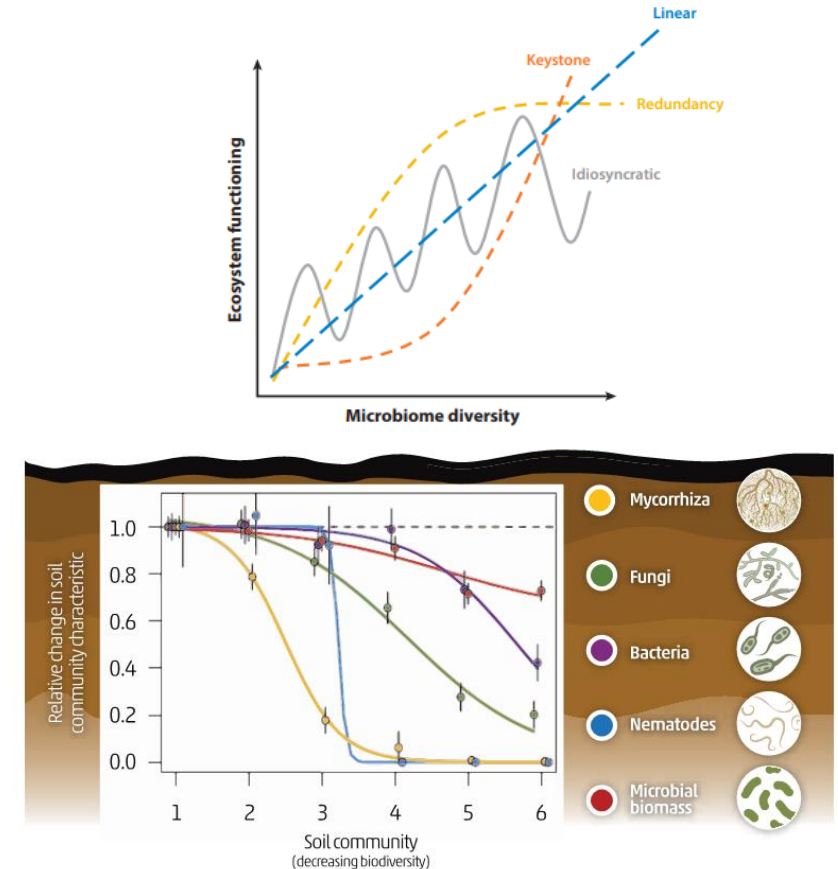 Linear
Keystone
Redundancy
Idiosyncratic
Ecosystem functioning
Microbiome diversity
Relative change in soil
community characteristic
1.0
0.8
0.6
0.4
0.2
0.0
1 2 3 4 5 6
Soil community
(decreasing biodiversity)
Mycorrhiza
Fungi
Bacteria
Nematodes
Microbial
biomass